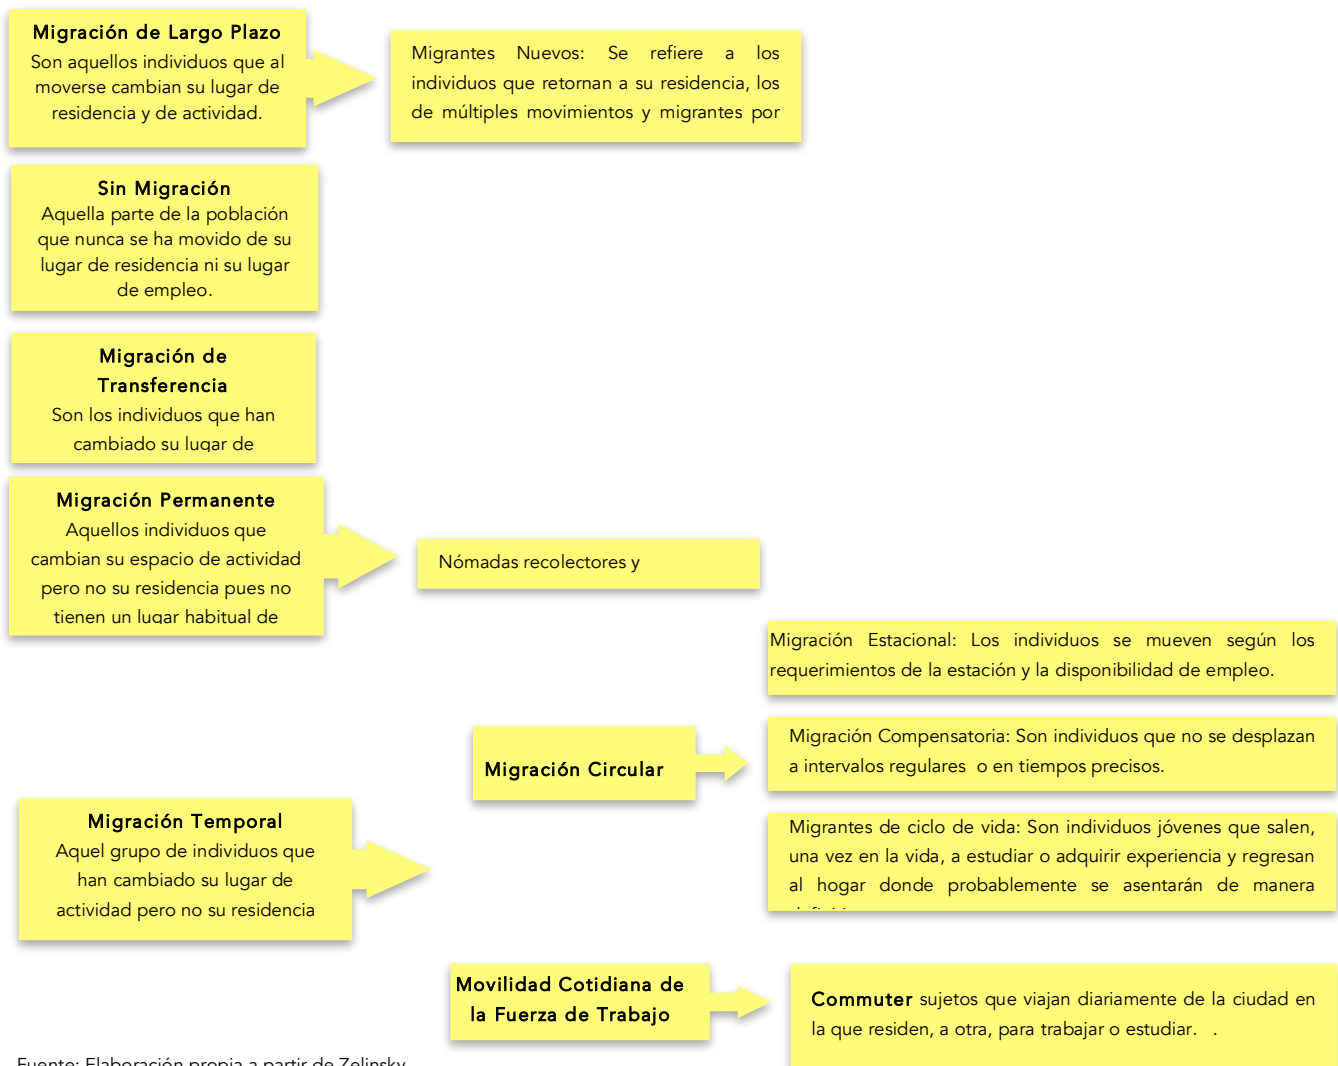 Migración de Largo Plazo
Son aquellos individuos que al
moverse cambian su lugar de
residencia y de actividad.
Migrantes Nuevos: Se refiere a los
individuos que retornan a su residencia, los
de múltiples movimientos y migrantes por
Sin Migración
Aquella parte de la población
que nunca se ha movido de su
lugar de residencia ni su lugar
de empleo.
Migración de
Transferencia
Son los individuos que han
cambiado su lugar de
Migración Permanente
Aquellos individuos que
cambian su espacio de actividad
pero no su residencia pues no
tienen un lugar habitual de
Nómadas recolectores y
Migración Temporal
Aquel grupo de individuos que
han cambiado su lugar de
actividad pero no su residencia
Migración Circular
Migración Estacional: Los individuos se mueven según los
requerimientos de la estación y la disponibilidad de empleo.
Migración Compensatoria: Son individuos que no se desplazan
a intervalos regulares o en tiempos precisos.
Migrantes de ciclo de vida: Son individuos jóvenes que salen,
una vez en la vida, a estudiar o adquirir experiencia y regresan
al hogar donde probablemente se asentarán de manera
Movilidad Cotidiana de
la Fuerza de Trabajo
Commuter sujetos que viajan diariamente de la ciudad en
la que residen, a otra, para trabajar o estudiar. .
Fuente: Elaboración propia a partir de Zelinsky